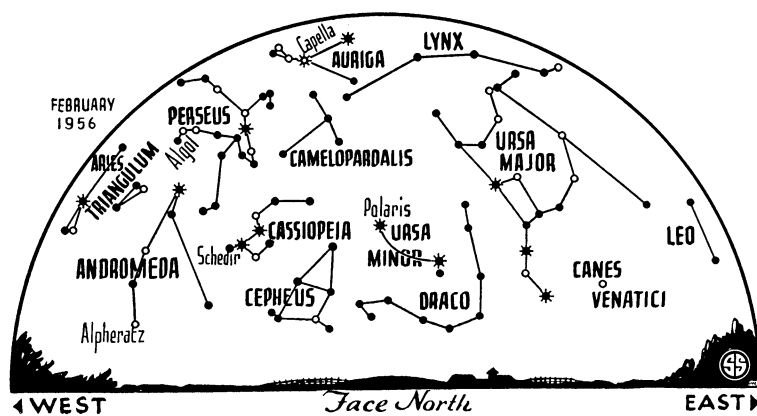 LYNX
Capella
AURIGA
FEBRUARY
1956
PERSEUS
Algol
ARIES
TRIANGULUM
CAMELOPARDALIS
URSA
MAJOR
Polaris
URSA
MINOR
CASSIOPEIA
Schedir
LEO
ANDROMEDA
CEPHEUS
DRACO
CANES
VENATICI
Alpheratz
WEST
Face North
EAST